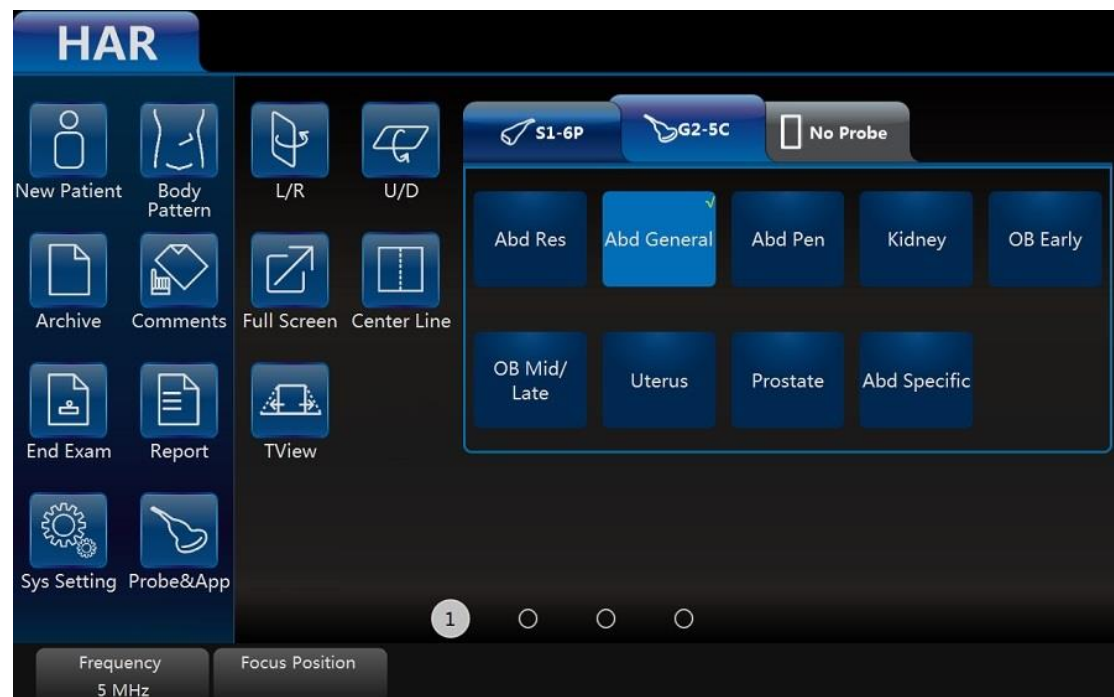 HAR
New Patient
Body
Pattern
L/R
U/D
S1-6P
G2-5C
No Probe
Abd Res
Abd General
√
Abd Pen
Kidney
OB Early
Archive
Comments
Full Screen
Center Line
OB Mid/
Late
Uterus
Prostate
Abd Specific
End Exam
Report
TView
Sys Setting
Probe&App
1
Frequency
5 MHz
Focus Position